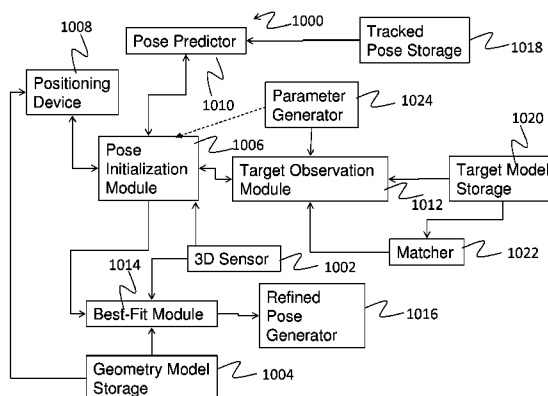 1000
1008
Pose Predictor
Tracked
Pose Storage
1018
Positioning
Device
1010
Parameter
Generator
1024
1020
1006
Pose
Initialization
Module
Target Observation
Module
1012
Target Model
Storage
3D Sensor
1002
Matcher
1022
1014
Best-Fit Module
Refined
Pose
Generator
1016
Geometry Model
Storage
1004